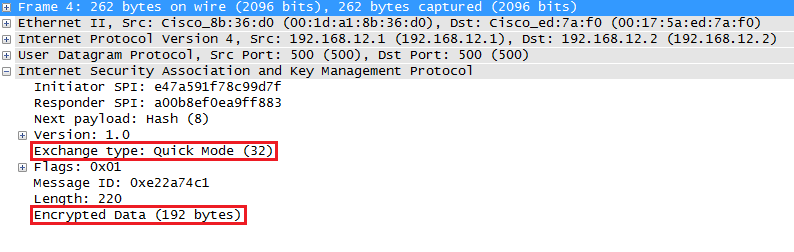 Frame 4: 262 bytes on wire (2096 bits), 262 bytes captured (2096 bits)
Ethernet II, Src: Cisco_8b:36:d0 (00:1d:a1:8b:36:d0), Dst: Cisco_ed:7a:f0 (00:17:5a:ed:7a:f0)
Internet Protocol Version 4, Src: 192.168.12.1 (192.168.12.1), Dst: 192.168.12.2 (192.168.12.2)
User Datagram Protocol, Src Port: 500 (500), Dst Port: 500 (500)
Internet Security Association and Key Management Protocol
Initiator SPI: e47a591f78c99d7f
Responder SPI: a00b8ef0ea9ff883
Next payload: Hash (8)
Version: 1.0
Exchange type: Quick Mode (32)
Flags: 0x01
Message ID: 0xe22a74c1
Length: 220
Encrypted Data (192 bytes)